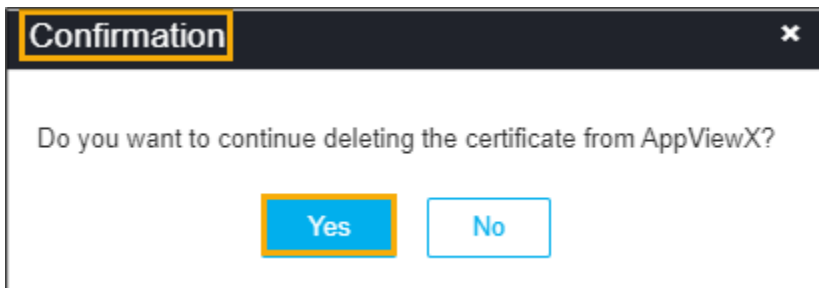 Confirmation
Do you want to continue deleting the certificate from AppViewX?
Yes No